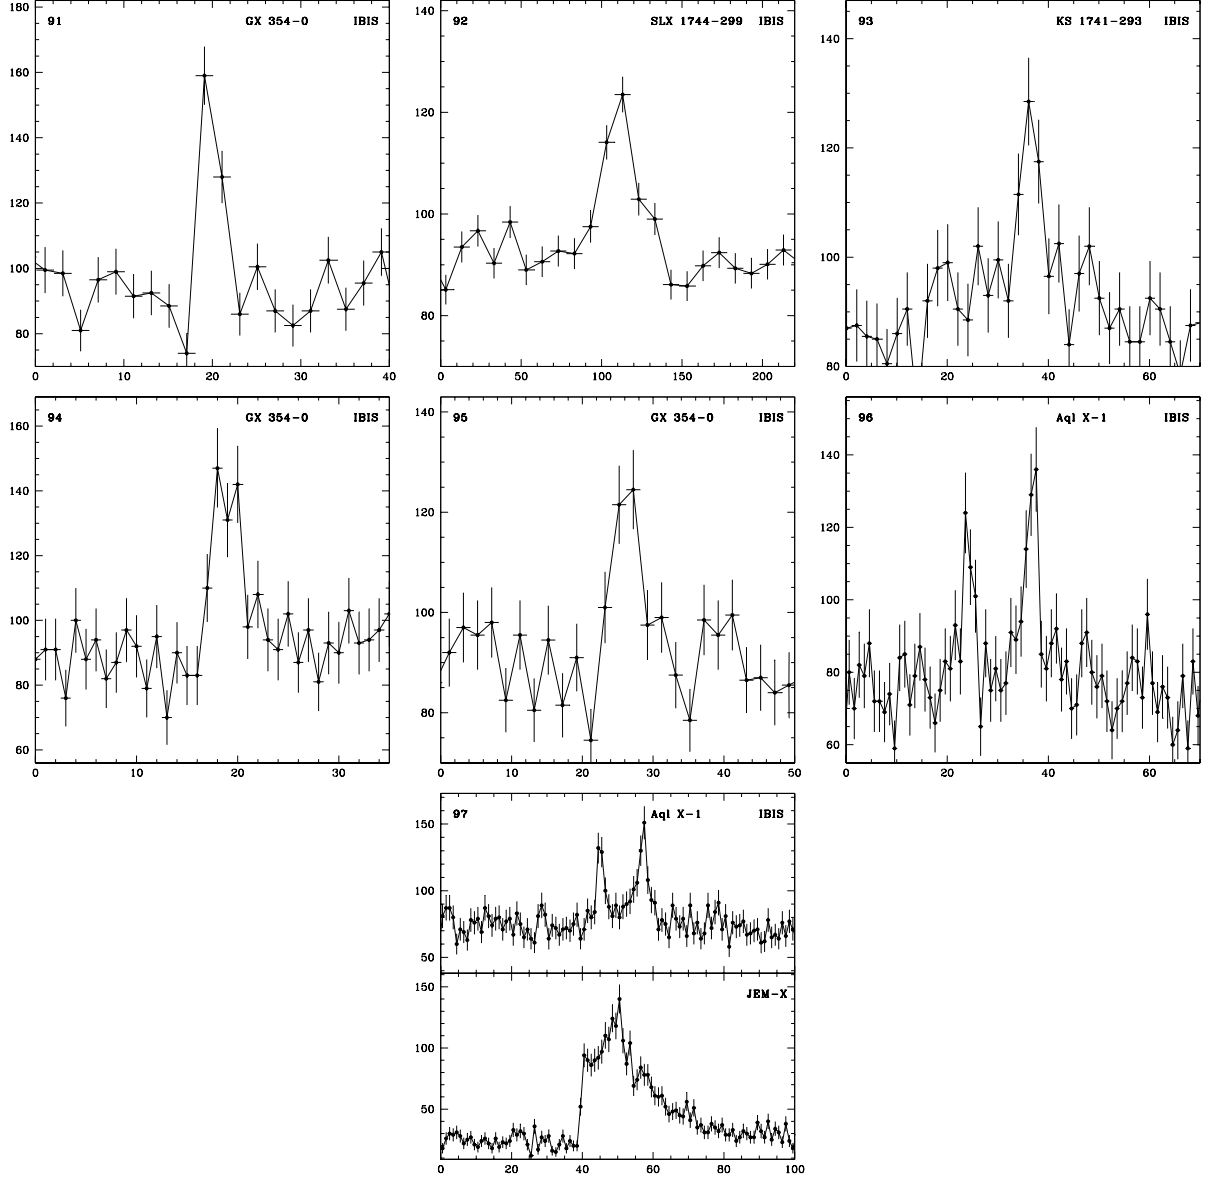 91 GX 354-0 IBIS
180
160
140
120
100
80
0 10 20 30 40
92 SLX 1744-299 IBIS
140
120
100
80
0 50 100 150 200
93 KS 1741-293 IBIS
140
120
100
80
0 20 40 60
94 GX 354-0 IBIS
160
140
120
100
80
60
0 10 20 30
95 GX 354-0 IBIS
140
120
100
80
0 10 20 30 40 50
96 Aql X-1 IBIS
140
120
100
80
60
0 20 40 60
97 Aql X-1 IBIS
150
100
50
JEM-X
150
100
50
0 20 40 60 80 100